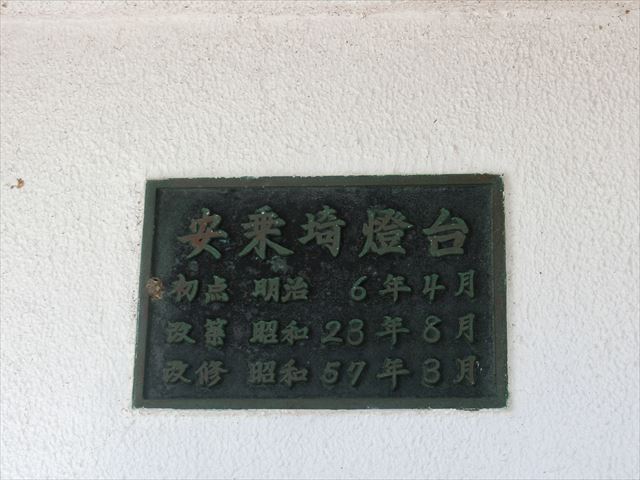 安乗埼燈台
初点 明治 6年4月
改築 昭和23年8月
改修 昭和57年3月